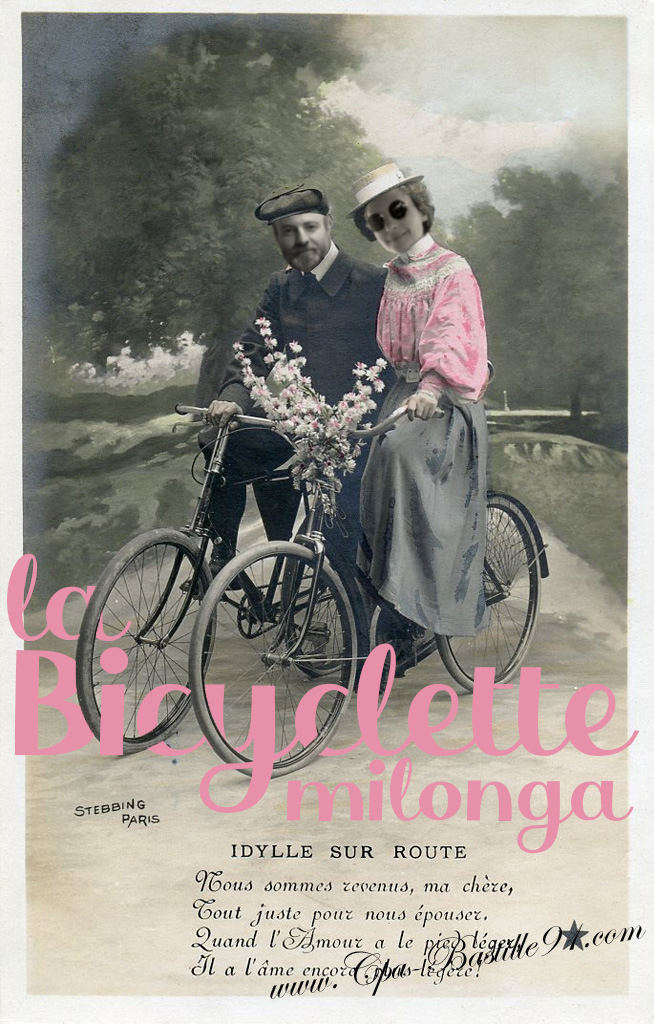 la
Bicyclette
milonga
STEBBING
PARIS
IDYLLE SUR ROUTE
Nous sommes revenus, ma chère,
Tout juste pour nous épouser.
Quand l'Amour a le pied léger,
Il a l'âme encore plus légère!
www.Cpa-Bastille91.com